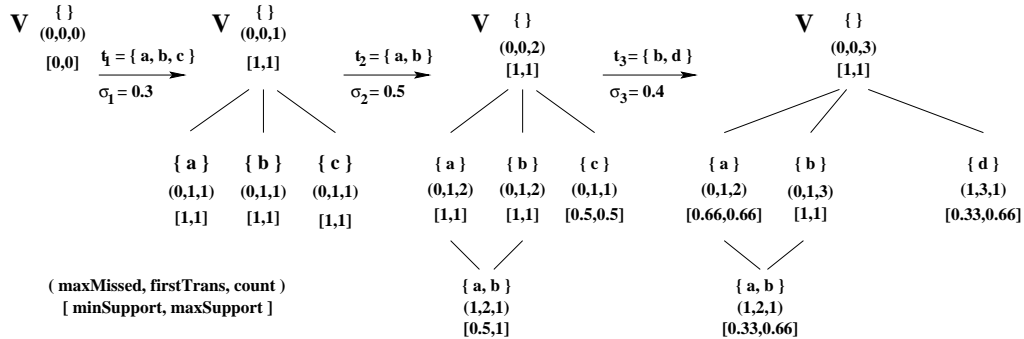 V { }
(0,0,0)
[0,0]
t1 = { a, b, c }
σ1 = 0.3
V { }
(0,0,1)
[1,1]
{ a } { b } { c }
(0,1,1) (0,1,1) (0,1,1)
[1,1] [1,1] [1,1]
t2 = { a, b }
σ2 = 0.5
V { }
(0,0,2)
[1,1]
{ a } { b } { c }
(0,1,2) (0,1,2) (0,1,1)
[1,1] [1,1] [0.5,0.5]
{ a, b }
(1,2,1)
[0.5,1]
t3 = { b, d }
σ3 = 0.4
V { }
(0,0,3)
[1,1]
{ a } { b } { d }
(0,1,2) (0,1,3) (1,3,1)
[0.66,0.66] [1,1] [0.33,0.66]
{ a, b }
(1,2,1)
[0.33,0.66]
( maxMissed, firstTrans, count )
[ minSupport, maxSupport ]